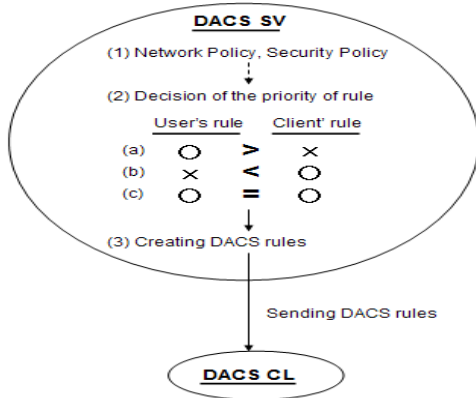 DACS SV
(1) Network Policy, Security Policy
(2) Decision of the priority of rule
User's rule Client' rule
(a) ○ > ×
(b) × < ○
(c) ○ = ○
(3) Creating DACS rules
Sending DACS rules
DACS CL